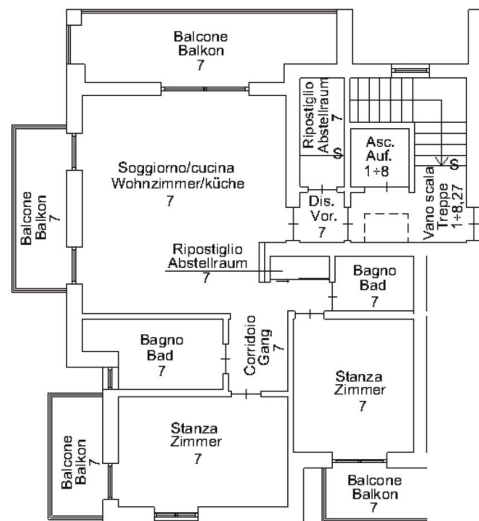 Balcone
Balkon
7
Ripostiglio
Abstellraum
7
S
Asc.
Auf.
1÷8
Vano scala
Treppe
1÷8,27
S
Soggiorno/cucina
Wohnzimmer/küche
7
Balcone
Balkon
7
Dis.
Vor.
7
Ripostiglio
Abstellraum
7
Bagno
Bad
7
Bagno
Bad
7
Corridoio
Gang
7
Stanza
Zimmer
7
Stanza
Zimmer
7
Balcone
Balkon
7
Balcone
Balkon
7